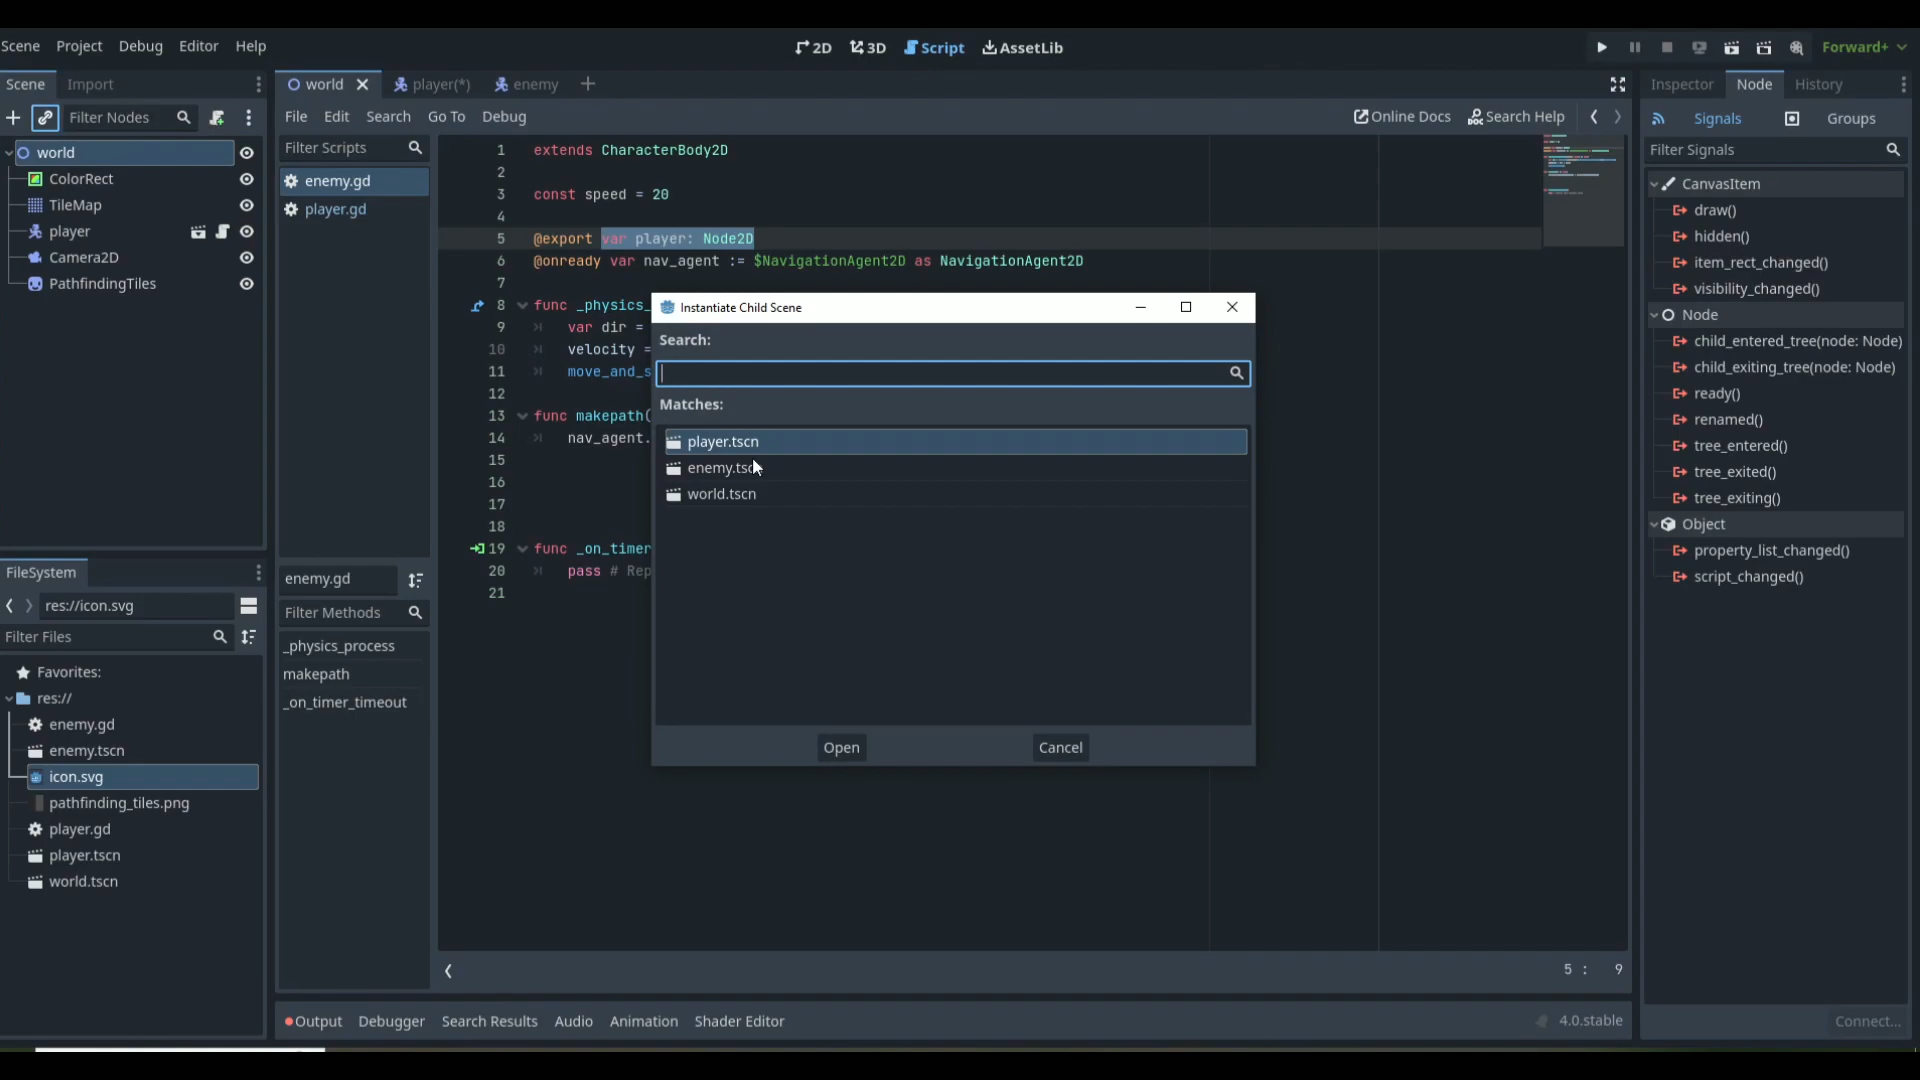 Scene Project Debug Editor Help
2D 3D Script AssetLib
Forward+
Scene Import
Filter Nodes
world
ColorRect
TileMap
player
Camera2D
PathfindingTiles
FileSystem
res://icon.svg
Filter Files
Favorites:
res://
enemy.gd
enemy.tscn
icon.svg
pathfinding_tiles.png
player.gd
player.tscn
world.tscn
world player(*) enemy
File Edit Search Go To Debug
Online Docs Search Help
Filter Scripts
enemy.gd
player.gd
enemy.gd
Filter Methods
_physics_process
makepath
_on_timer_timeout
1 extends CharacterBody2D
2
3 const speed = 20
4
5 @export var player: Node2D
6 @onready var nav_agent := $NavigationAgent2D as NavigationAgent2D
7
8 func _physics_
9 var dir =
10 velocity =
11 move_and_s
12
13 func makepath(
14 nav_agent.
15
16
17
18
19 func _on_timer
20 pass # Rep
21
Instantiate Child Scene
Search:
Matches:
player.tscn
enemy.tsc
world.tscn
Open Cancel
5 : 9
Output Debugger Search Results Audio Animation Shader Editor
4.0.stable
Inspector Node History
Signals Groups
Filter Signals
CanvasItem
draw()
hidden()
item_rect_changed()
visibility_changed()
Node
child_entered_tree(node: Node)
child_exiting_tree(node: Node)
ready()
renamed()
tree_entered()
tree_exited()
tree_exiting()
Object
property_list_changed()
script_changed()
Connect...